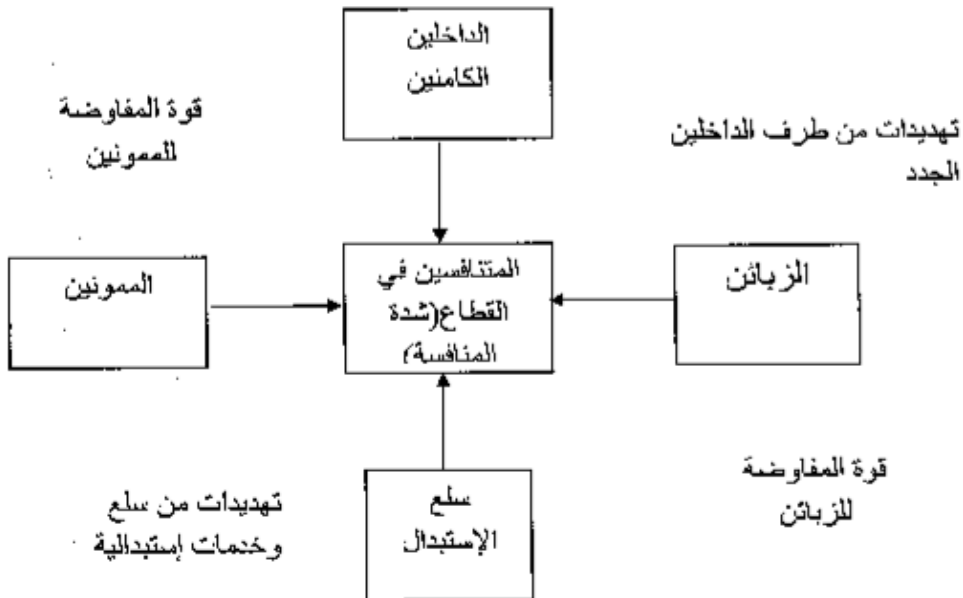 الداخلين
الكامنين
قوة المفاوضة
للممونين
تهديدات من طرف الداخلين
الجدد
الممونين
المتنافسين في
القطاع(شدة
المنافسة)
الزبائن
سلع
الإستبدال
تهديدات من سلع
وخدمات إستبدالية
قوة المفاوضة
للزبائن